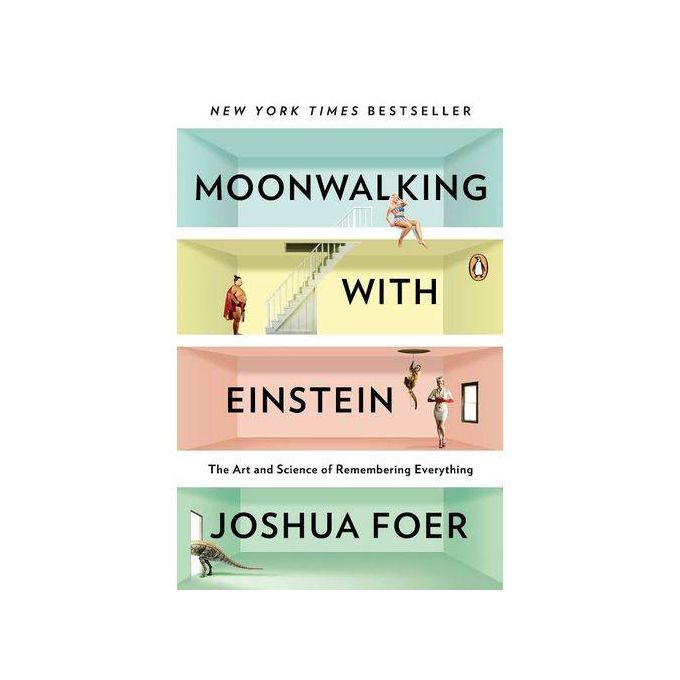 NEW YORK TIMES BESTSELLER
MOONWALKING
WITH
EINSTEIN
The Art and Science of Remembering Everything
JOSHUA FOER